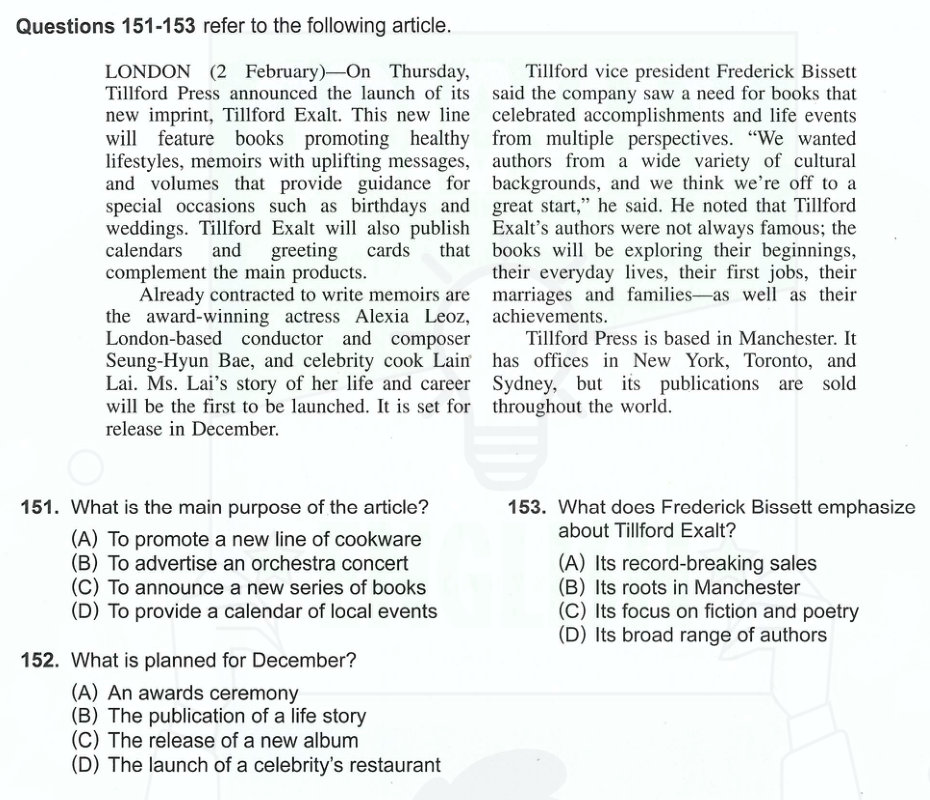 Questions 151-153 refer to the following article.
LONDON (2 February)—On Thursday,
Tillford Press announced the launch of its
new imprint, Tillford Exalt. This new line
will feature books promoting healthy
lifestyles, memoirs with uplifting messages,
and volumes that provide guidance for
special occasions such as birthdays and
weddings. Tillford Exalt will also publish
calendars and greeting cards that
complement the main products.
Already contracted to write memoirs are
the award-winning actress Alexia Leoz,
London-based conductor and composer
Seung-Hyun Bae, and celebrity cook Lain
Lai. Ms. Lai's story of her life and career
will be the first to be launched. It is set for
release in December.
Tillford vice president Frederick Bissett
said the company saw a need for books that
celebrated accomplishments and life events
from multiple perspectives. “We wanted
authors from a wide variety of cultural
backgrounds, and we think we're off to a
great start,” he said. He noted that Tillford
Exalt's authors were not always famous; the
books will be exploring their beginnings,
their everyday lives, their first jobs, their
marriages and families—as well as their
achievements.
Tillford Press is based in Manchester. It
has offices in New York, Toronto, and
Sydney, but its publications are sold
throughout the world.
151. What is the main purpose of the article?
(A) To promote a new line of cookware
(B) To advertise an orchestra concert
(C) To announce a new series of books
(D) To provide a calendar of local events
152. What is planned for December?
(A) An awards ceremony
(B) The publication of a life story
(C) The release of a new album
(D) The launch of a celebrity's restaurant
153. What does Frederick Bissett emphasize
about Tillford Exalt?
(A) Its record-breaking sales
(B) Its roots in Manchester
(C) Its focus on fiction and poetry
(D) Its broad range of authors